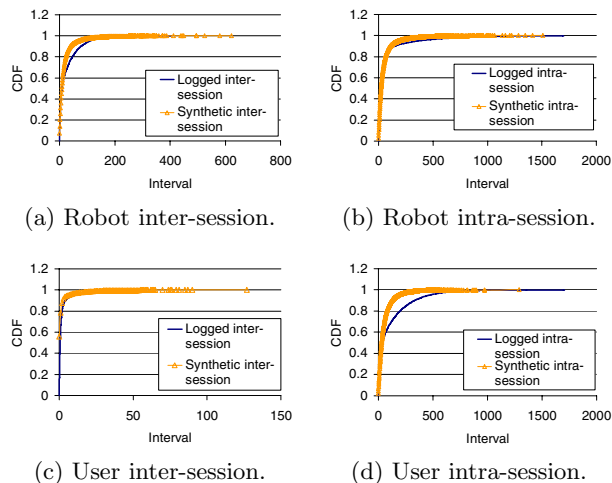 1.2
1
0.8
0.6
0.4
0.2
0
CDF
Logged inter-
session
Synthetic inter-
session
0 200 400 600 800
Interval
(a) Robot inter-session.
1.2
1
0.8
0.6
0.4
0.2
0
CDF
Logged intra-
session
Synthetic intra-
session
0 500 1000 1500 2000
Interval
(b) Robot intra-session.
1.2
1
0.8
0.6
0.4
0.2
0
CDF
Logged inter-
session
Synthetic inter-
session
0 50 100 150
Interval
(c) User inter-session.
1.2
1
0.8
0.6
0.4
0.2
0
CDF
Logged intra-
session
Synthetic intra-
session
0 500 1000 1500 2000
Interval
(d) User intra-session.